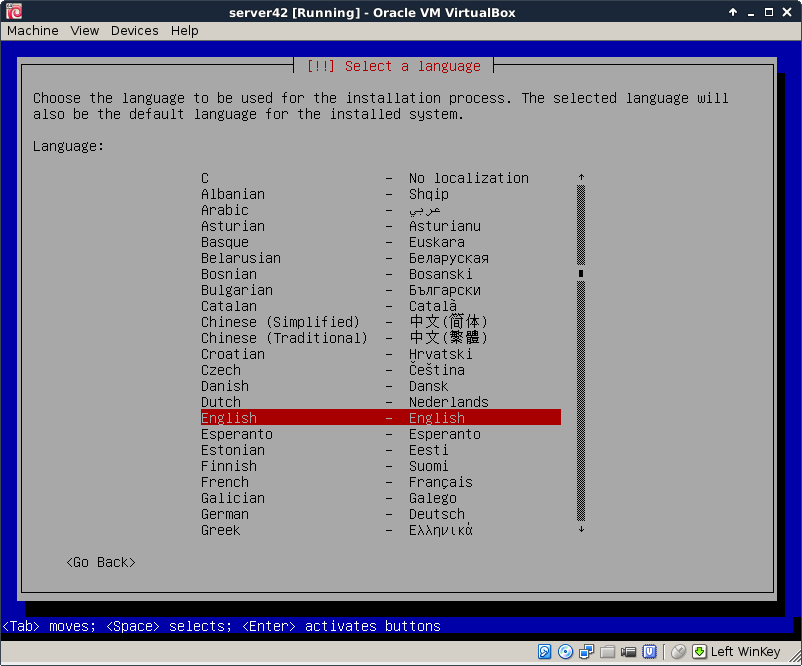 server42 [Running] - Oracle VM VirtualBox
Machine View Devices Help
[!!] Select a language
Choose the language to be used for the installation process. The selected language will
also be the default language for the installed system.
Language:
C - No localization
Albanian - Shqip
Arabic - عربي
Asturian - Asturianu
Basque - Euskara
Belarusian - Беларуская
Bosnian - Bosanski
Bulgarian - Български
Catalan - Català
Chinese (Simplified) - 中文(简体)
Chinese (Traditional) - 中文(繁體)
Croatian - Hrvatski
Czech - Čeština
Danish - Dansk
Dutch - Nederlands
English - English
Esperanto - Esperanto
Estonian - Eesti
Finnish - Suomi
French - Français
Galician - Galego
German - Deutsch
Greek - Ελληνικά
<Go Back>
<Tab> moves; <Space> selects; <Enter> activates buttons
Left WinKey